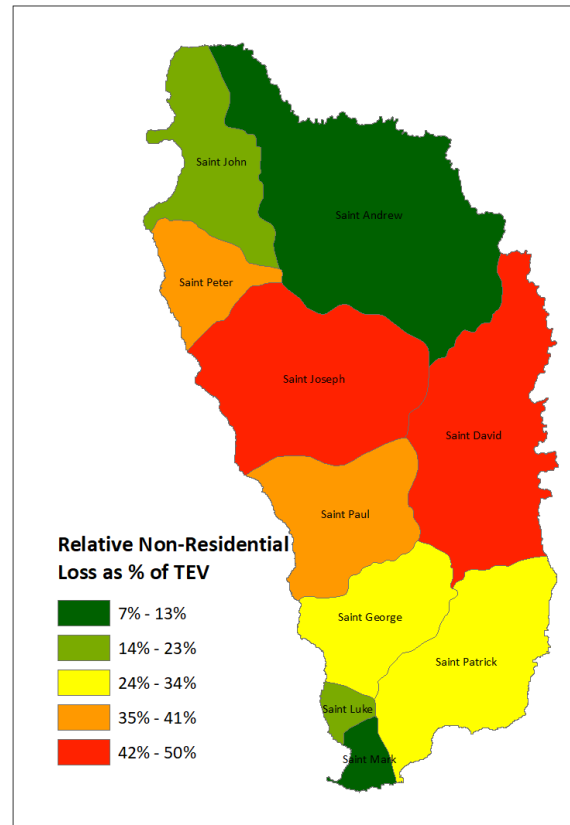 Saint John
Saint Andrew
Saint Peter
Saint Joseph
Saint David
Saint Paul
Saint George
Saint Patrick
Saint Luke
Saint Mark
Relative Non-Residential
Loss as % of TEV
7% - 13%
14% - 23%
24% - 34%
35% - 41%
42% - 50%